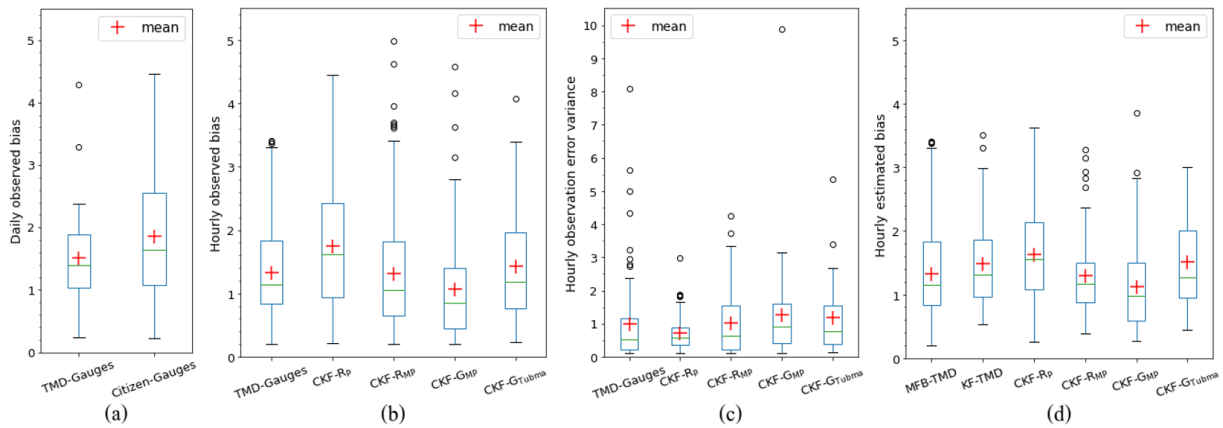 mean
Daily observed bias
5
4
3
2
1
0
TMD-Gauges
Citizen-Gauges
(a)
mean
Hourly observed bias
5
4
3
2
1
0
TMD-Gauges
CKF-RP
CKF-RMP
CKF-GMP
CKF-GTubma
(b)
mean
Hourly observation error variance
10
9
8
7
6
5
4
3
2
1
0
TMD-Gauges
CKF-RP
CKF-RMP
CKF-GMP
CKF-GTubma
(c)
mean
Hourly estimated bias
5
4
3
2
1
0
MFB-TMD
KF-TMD
CKF-RP
CKF-RMP
CKF-GMP
CKF-GTubma
(d)